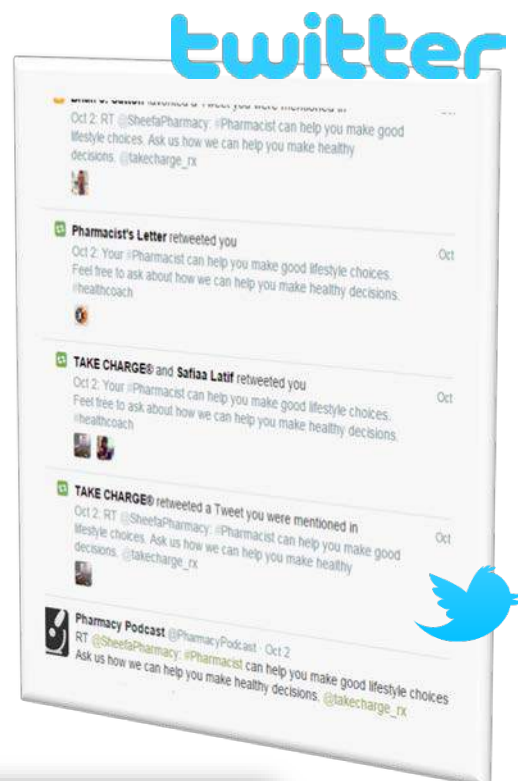 twitter
favorited a Tweet you were mentioned in
Oct 2: RT @SheefaPharmacy: #Pharmacist can help you make good
lifestyle choices. Ask us how we can help you make healthy
decisions. @takecharge_rx
Pharmacist's Letter retweeted you
Oct
Oct 2: Your #Pharmacist can help you make good lifestyle choices.
Feel free to ask about how we can help you make healthy decisions.
#healthcoach
TAKE CHARGE® and Safiaa Latif retweeted you
Oct
Oct 2: Your #Pharmacist can help you make good lifestyle choices.
Feel free to ask about how we can help you make healthy decisions.
#healthcoach
TAKE CHARGE® retweeted a Tweet you were mentioned in
Oct
Oct 2: RT @SheefaPharmacy: #Pharmacist can help you make good
lifestyle choices. Ask us how we can help you make healthy
decisions. @takecharge_rx
Pharmacy Podcast @PharmacyPodcast · Oct 2
RT @SheefaPharmacy: #Pharmacist can help you make good lifestyle choices
Ask us how we can help you make healthy decisions. @takecharge_rx